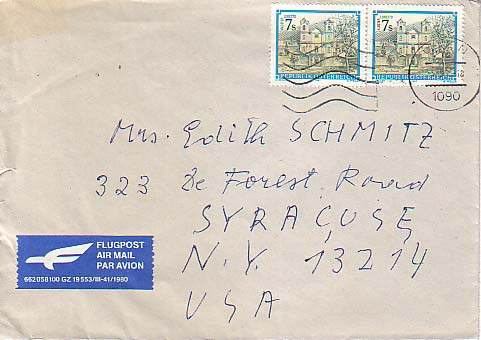 7s 7s
REPUBLIK ÖSTERREICH REPUBLIK ÖSTERREICH
1090
Mrs. Edith SCHMITZ
323 De Forest Road
SYRACUSE
N.Y. 13214
USA
FLUGPOST
AIR MAIL
PAR AVION
662 058 100 GZ 19 553/III-41/1980